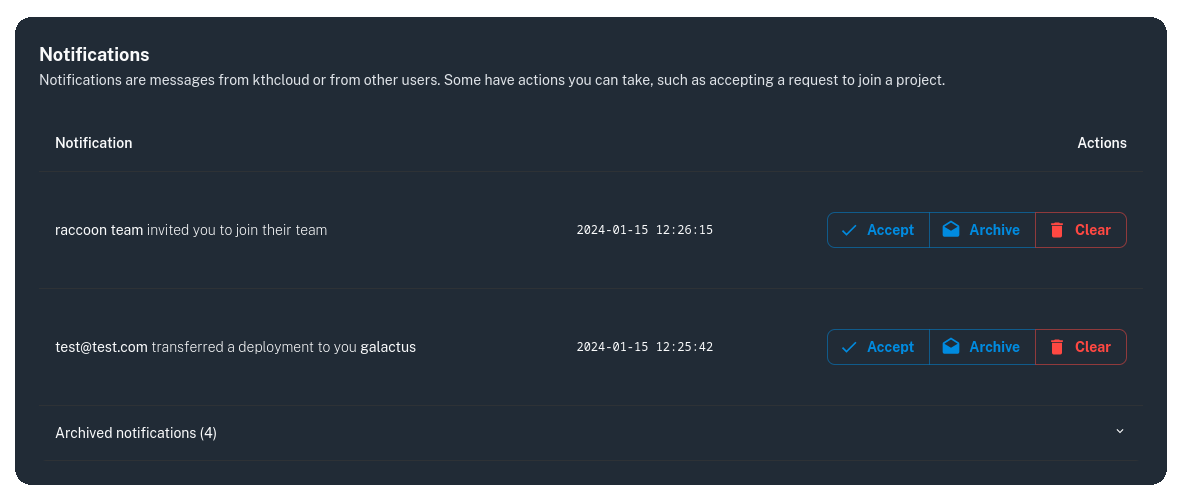 Notifications
Notifications are messages from kthcloud or from other users. Some have actions you can take, such as accepting a request to join a project.
Notification Actions
raccoon team invited you to join their team 2024-01-15 12:26:15 Accept Archive Clear
test@test.com transferred a deployment to you galactus 2024-01-15 12:25:42 Accept Archive Clear
Archived notifications (4)